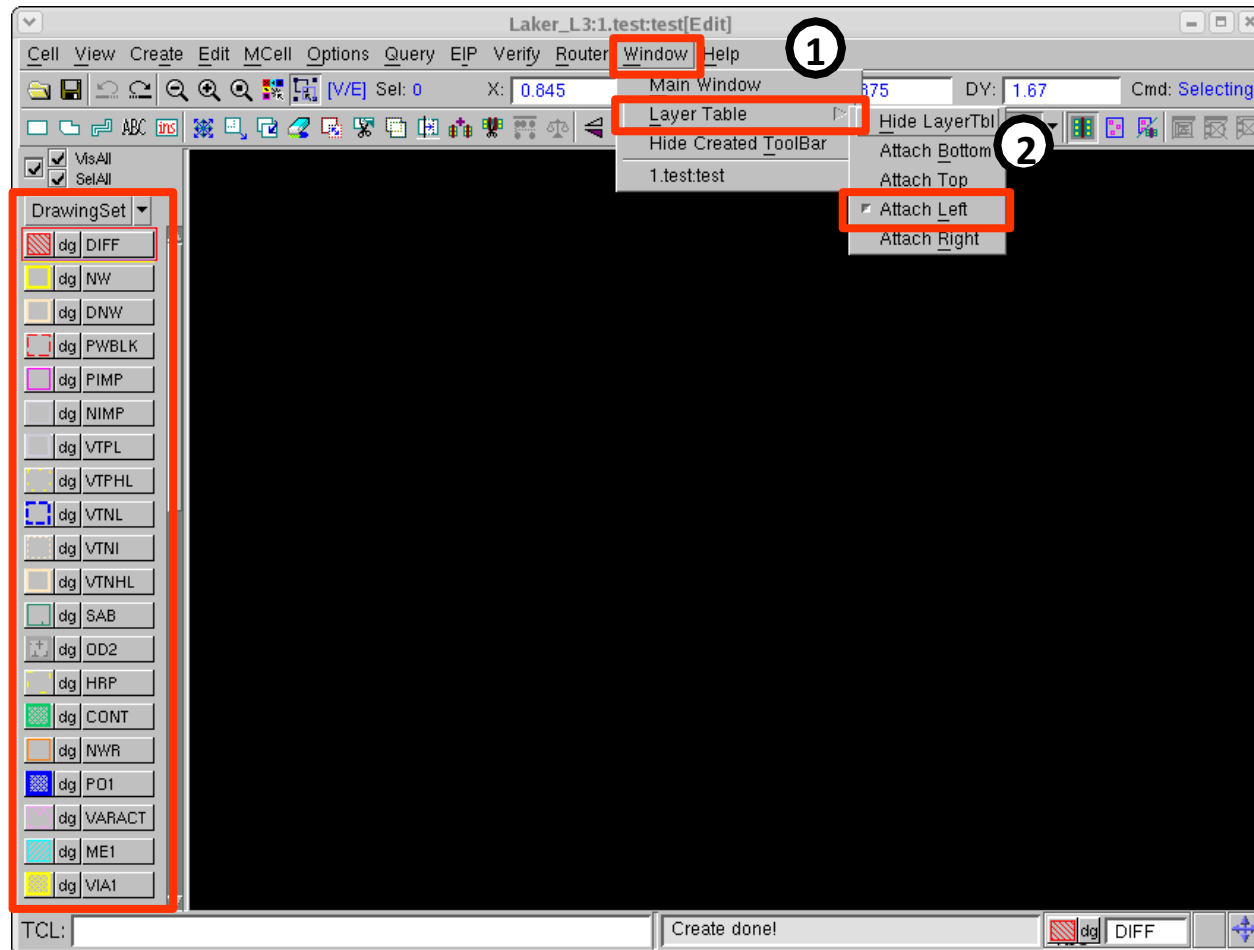 Laker_L3:1.test:test[Edit]
Cell View Create Edit MCell Options Query EIP Verify Router Window Help
1
[V/E] Sel: 0 X: 0.845 875 DY: 1.67 Cmd: Selecting
Main Window
Layer Table
Hide Created ToolBar
1.test:test
ABC ins
Hide LayerTbl
Attach Bottom
Attach Top
Attach Left
Attach Right
2
VisAll
SelAll
DrawingSet
dg DIFF
dg NW
dg DNW
dg PWBLK
dg PIMP
dg NIMP
dg VTPL
dg VTPHL
dg VTNL
dg VTNI
dg VTNHL
dg SAB
dg OD2
dg HRP
dg CONT
dg NWR
dg PO1
dg VARACT
dg ME1
dg VIA1
TCL: Create done! dg DIFF